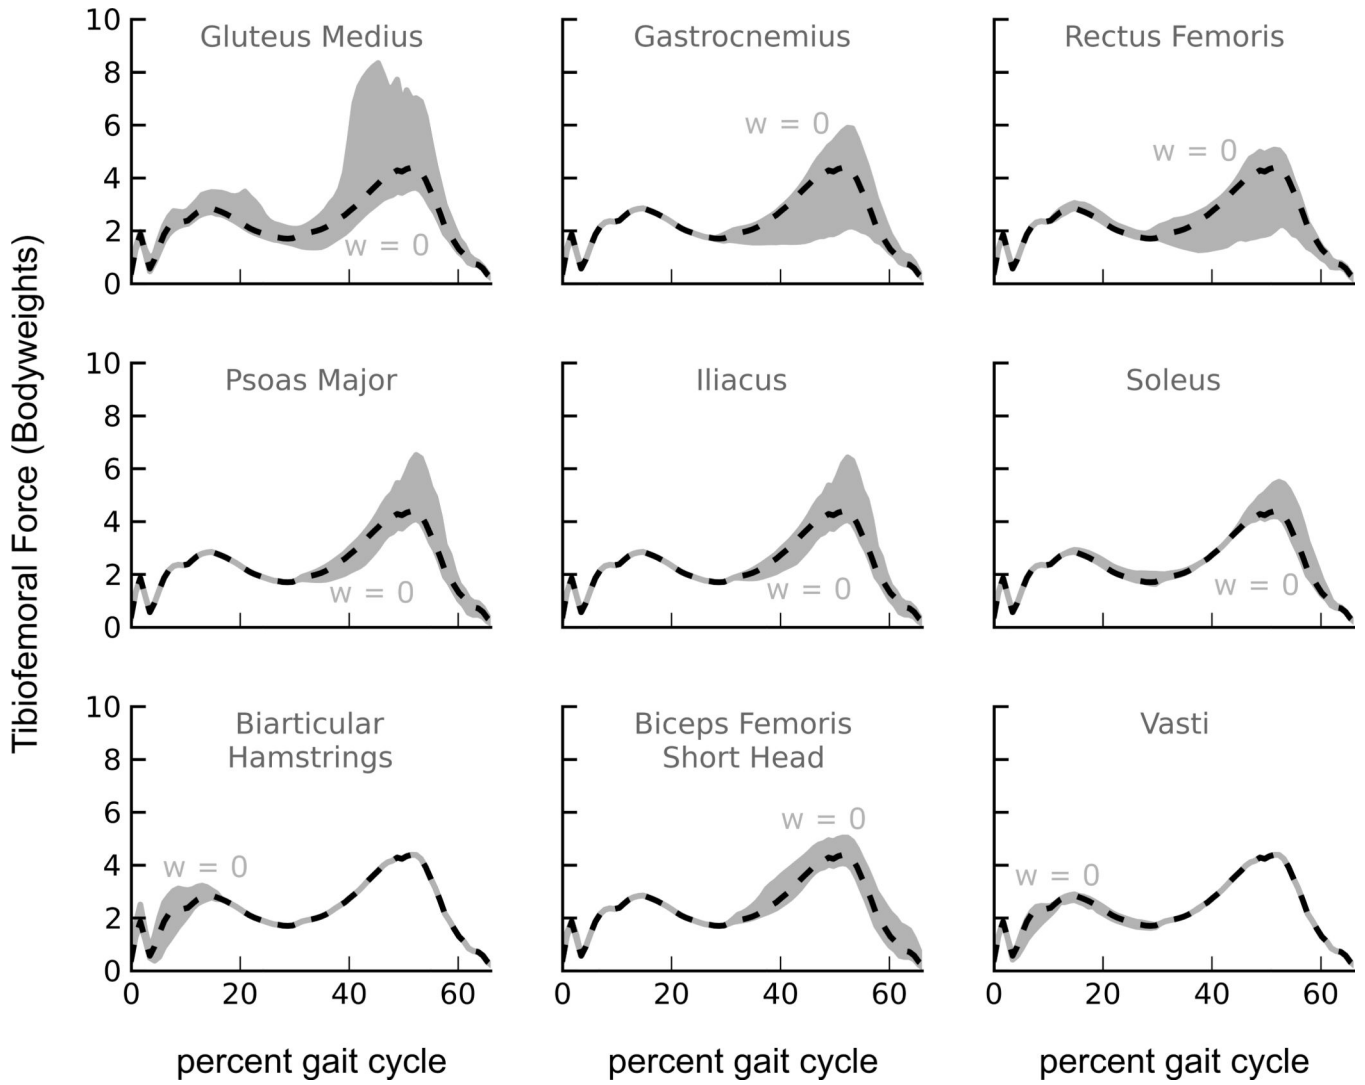 Tibiofemoral Force (Bodyweights)
10
8
6
4
2
0
Gluteus Medius
w = 0
20
40
60
Gastrocnemius
w = 0
Rectus Femoris
w = 0
10
8
6
4
2
0
Psoas Major
w = 0
Iliacus
w = 0
Soleus
w = 0
10
8
6
4
2
0
Biarticular
Hamstrings
w = 0
0
20
40
60
percent gait cycle
Biceps Femoris
Short Head
w = 0
0
20
40
60
percent gait cycle
Vasti
w = 0
0
20
40
60
percent gait cycle